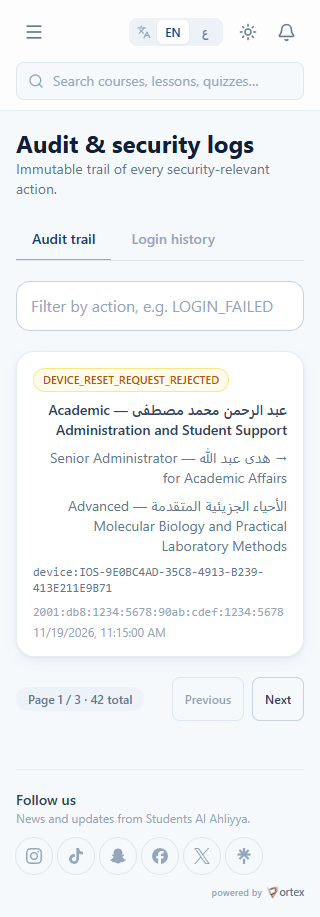 EN
ع
Search courses, lessons, quizzes...
Audit & security logs
Immutable trail of every security-relevant
action.
Audit trail
Login history
Filter by action, e.g. LOGIN_FAILED
DEVICE_RESET_REQUEST_REJECTED
عبد الرحمن محمد مصطفى — Academic
Administration and Student Support
→ هدى عبد الله — Senior Administrator
for Academic Affairs
الأحياء الجزيئية المتقدمة — Advanced
Molecular Biology and Practical
Laboratory Methods
device:IOS-9E0BC4AD-35C8-4913-B239-
413E211E9B71
2001:db8:1234:5678:90ab:cdef:1234:5678
11/19/2026, 11:15:00 AM
Page 1 / 3 · 42 total
Previous
Next
Follow us
News and updates from Students Al Ahliyya.
powered by ortex